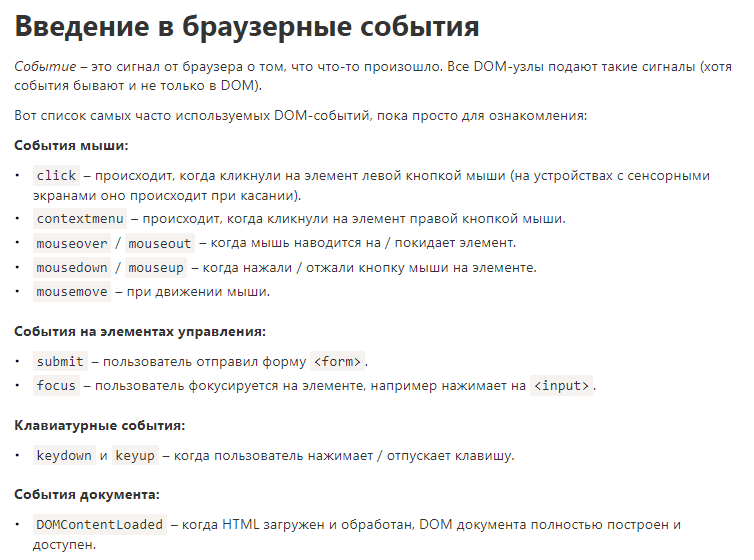 Введение в браузерные события
Событие – это сигнал от браузера о том, что что-то произошло. Все DOM-узлы подают такие сигналы (хотя
события бывают и не только в DOM).
Вот список самых часто используемых DOM-событий, пока просто для ознакомления:
События мыши:
• click – происходит, когда кликнули на элемент левой кнопкой мыши (на устройствах с сенсорными
экранами оно происходит при касании).
• contextmenu – происходит, когда кликнули на элемент правой кнопкой мыши.
• mouseover / mouseout – когда мышь наводится на / покидает элемент.
• mousedown / mouseup – когда нажали / отжали кнопку мыши на элементе.
• mousemove – при движении мыши.
События на элементах управления:
• submit – пользователь отправил форму <form>.
• focus – пользователь фокусируется на элементе, например нажимает на <input>.
Клавиатурные события:
• keydown и keyup – когда пользователь нажимает / отпускает клавишу.
События документа:
• DOMContentLoaded – когда HTML загружен и обработан, DOM документа полностью построен и
доступен.